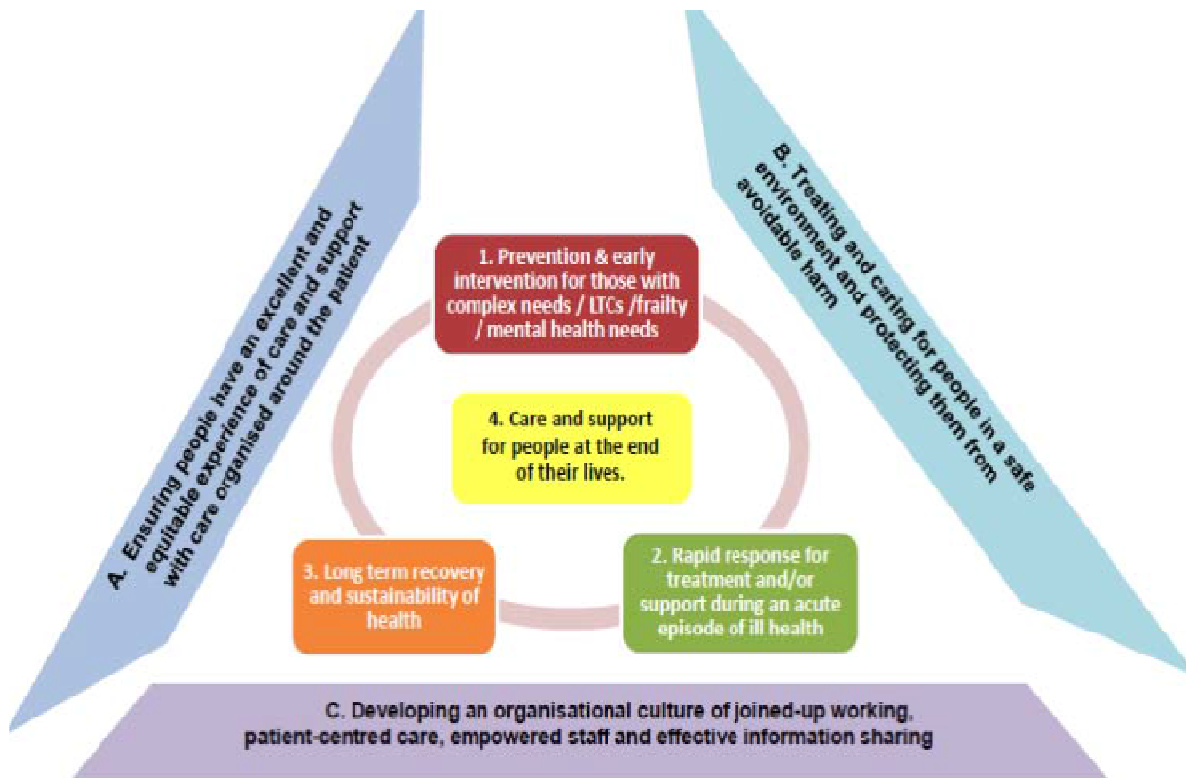 A. Ensuring people have an excellent and
equitable experience of care and support
with care organised around the patient
B. Treating and caring for people in a safe
environment and protecting them from
avoidable harm
1. Prevention & early
intervention for those with
complex needs / LTCs /frailty
/ mental health needs
4. Care and support
for people at the end
of their lives.
3. Long term recovery
and sustainability of
health
2. Rapid response for
treatment and/or
support during an acute
episode of ill health
C. Developing an organisational culture of joined-up working,
patient-centred care, empowered staff and effective information sharing